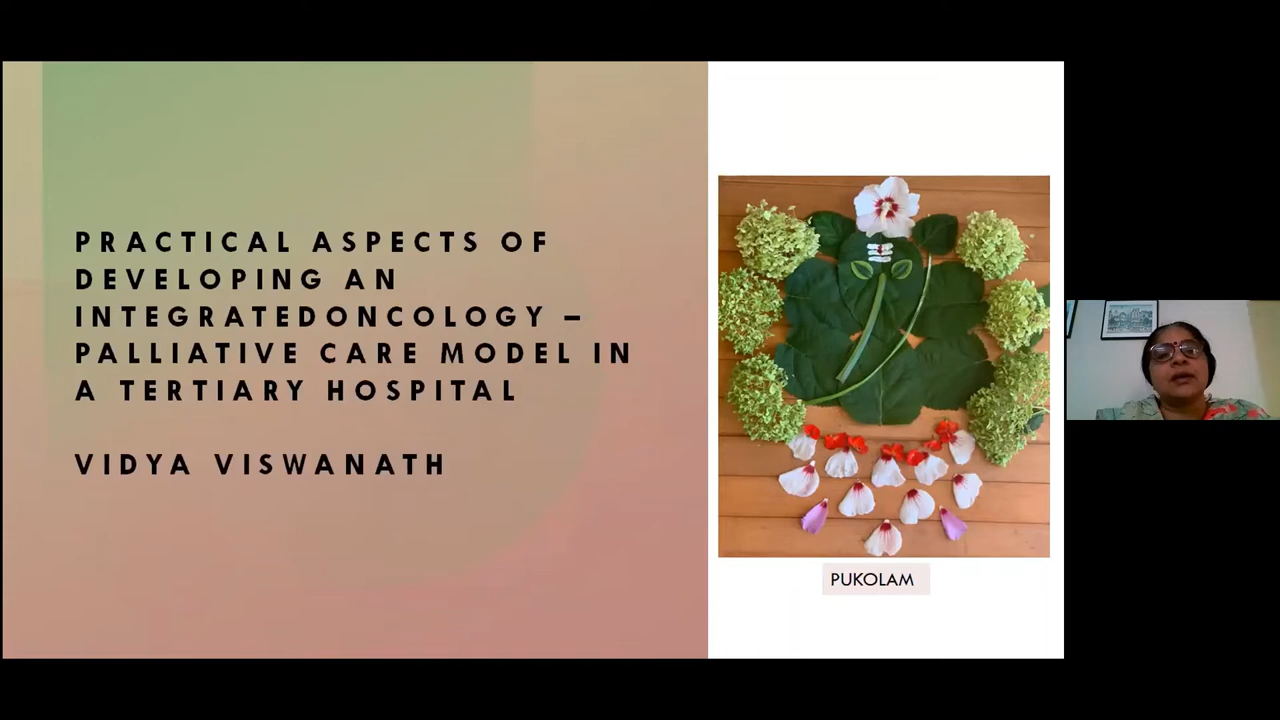 PRACTICAL ASPECTS OF
DEVELOPING AN
INTEGRATEDONCOLOGY –
PALLIATIVE CARE MODEL IN
A TERTIARY HOSPITAL
VIDYA VISWANATH
PUKOLAM